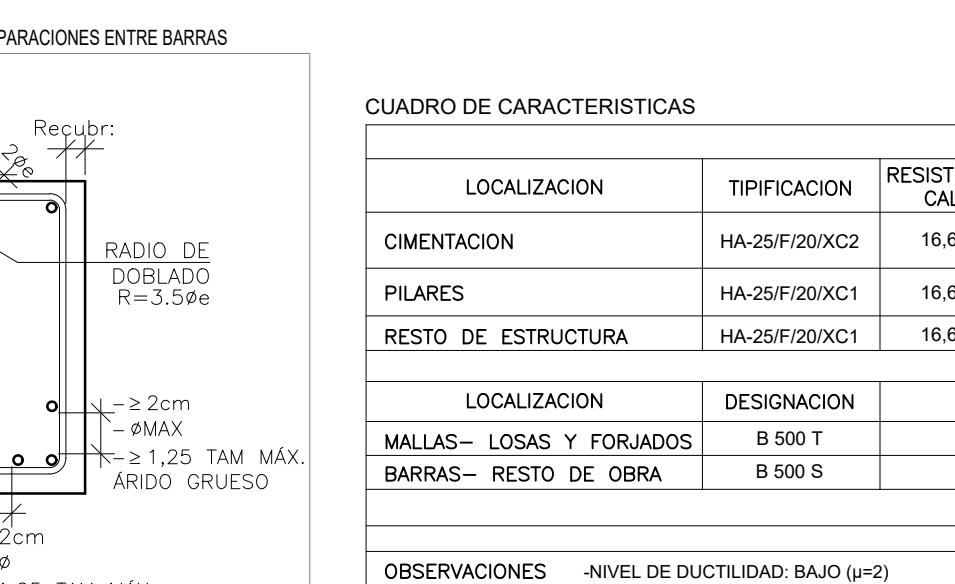 ENTRE BARRAS
Recubr:
2øe
RADIO DE
DOBLADO
R=3.5øe
-≥ 2cm
- øMAX
-≥ 1,25 TAM MÁX.
ÁRIDO GRUESO
2cm
ø
CUADRO DE CARACTERISTICAS
LOCALIZACION TIPIFICACION
CIMENTACION HA-25/F/20/XC2 16,6
PILARES HA-25/F/20/XC1 16,6
RESTO DE ESTRUCTURA HA-25/F/20/XC1 16,6
LOCALIZACION DESIGNACION
MALLAS- LOSAS Y FORJADOS B 500 T
BARRAS- RESTO DE OBRA B 500 S
OBSERVACIONES -NIVEL DE DUCTILIDAD: BAJO (µ=2)